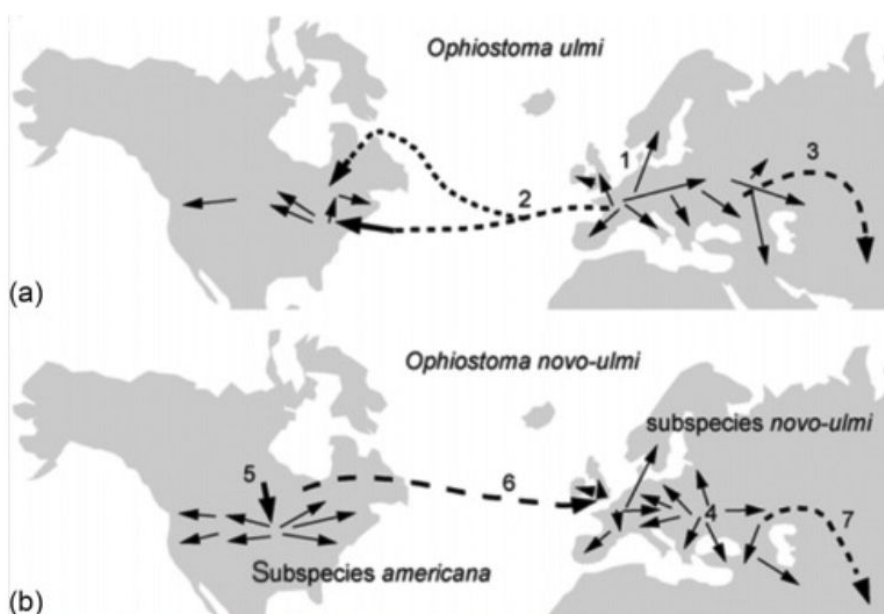 Ophiostoma ulmi
1
3
2
(a)
Ophiostoma novo-ulmi
subspecies novo-ulmi
5
6
4
7
Subspecies americana
(b)